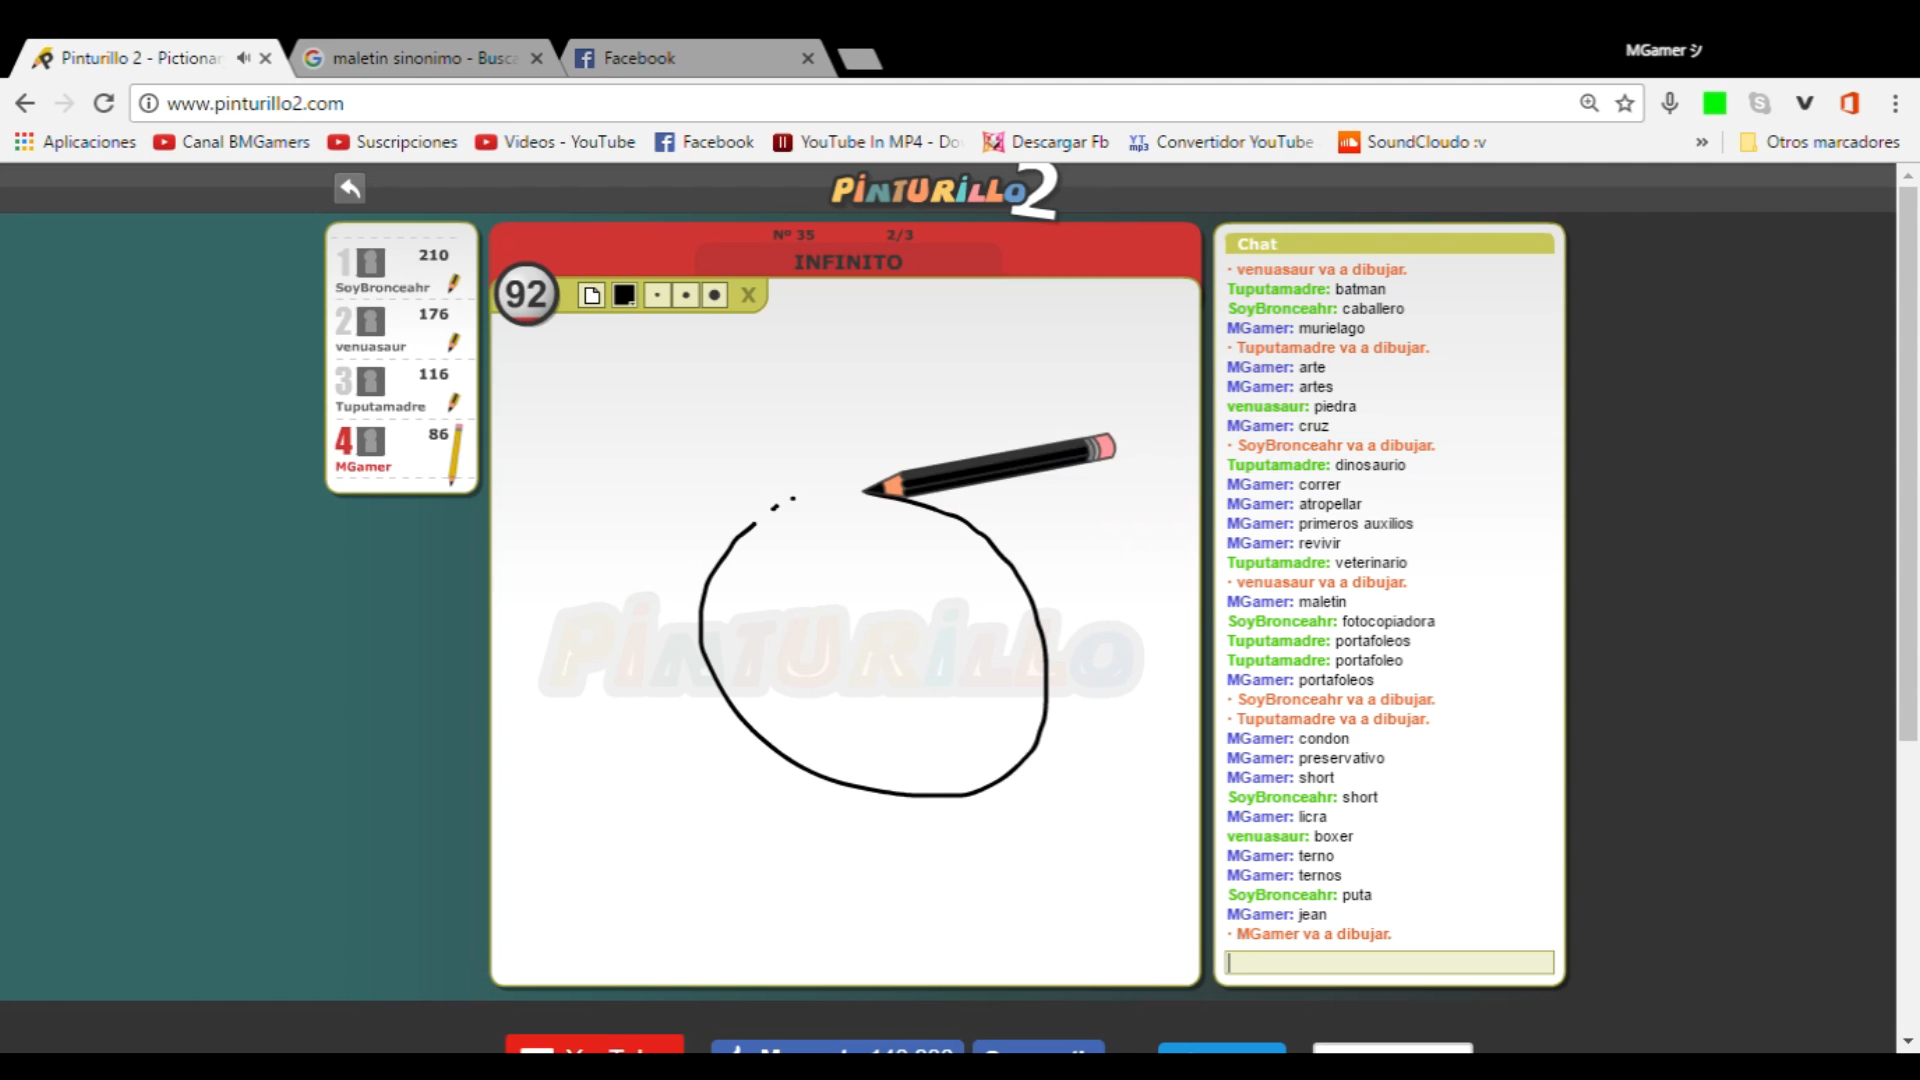 MGamer シ
Pinturillo 2 - Pictionar
maletin sinonimo - Busc
Facebook
www.pinturillo2.com
Aplicaciones
Canal BMGamers
Suscripciones
Videos - YouTube
Facebook
YouTube In MP4 - Do
Descargar Fb
Convertidor YouTube
SoundCloudo :v
»
Otros marcadores
PiNTURiLLO 2
Nº 35 2/3
INFINITO
92
X
1 210
SoyBronceahr
2 176
venuasaur
3 116
Tuputamadre
4 86
MGamer
PiNTURiLLO
Chat
· venuasaur va a dibujar.
Tuputamadre: batman
SoyBronceahr: caballero
MGamer: murielago
· Tuputamadre va a dibujar.
MGamer: arte
MGamer: artes
venuasaur: piedra
MGamer: cruz
· SoyBronceahr va a dibujar.
Tuputamadre: dinosaurio
MGamer: correr
MGamer: atropellar
MGamer: primeros auxilios
MGamer: revivir
Tuputamadre: veterinario
· venuasaur va a dibujar.
MGamer: maletin
SoyBronceahr: fotocopiadora
Tuputamadre: portafoleos
Tuputamadre: portafoleo
MGamer: portafoleos
· SoyBronceahr va a dibujar.
· Tuputamadre va a dibujar.
MGamer: condon
MGamer: preservativo
MGamer: short
SoyBronceahr: short
MGamer: licra
venuasaur: boxer
MGamer: terno
MGamer: ternos
SoyBronceahr: puta
MGamer: jean
· MGamer va a dibujar.